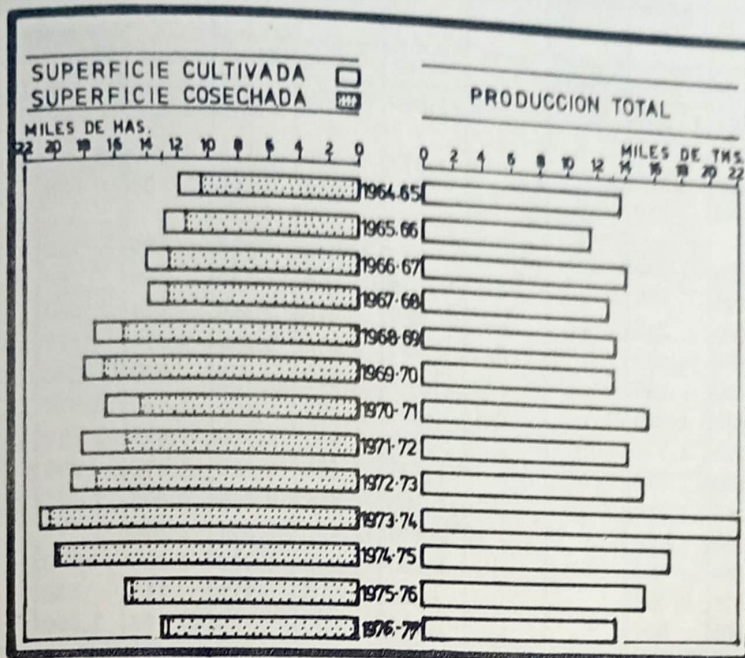 SUPERFICIE CULTIVADA
SUPERFICIE COSECHADA
PRODUCCION TOTAL
MILES DE HAS.
22 20 18 16 14 12 10 8 6 4 2 0
MILES DE TMS.
0 2 4 6 8 10 12 14 16 18 20 22
1964-65
1965-66
1966-67
1967-68
1968-69
1969-70
1970-71
1971-72
1972-73
1973-74
1974-75
1975-76
1976-77